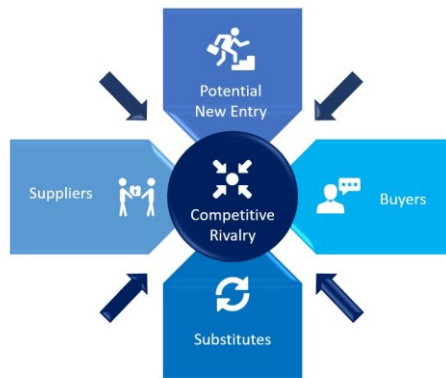 Potential
New Entry
Suppliers
Competitive
Rivalry
Buyers
Substitutes